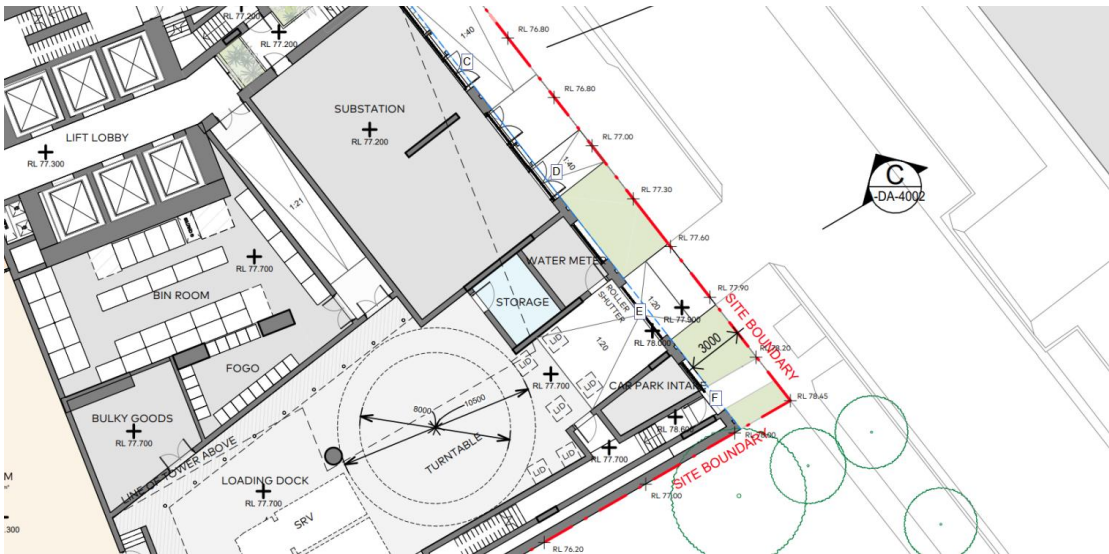 RL 77.200
RL 77.200
1:40
RL 76.80
C
RL 76.80
SUBSTATION
RL 77.200
RL 77.00
LIFT LOBBY
RL 77.300
1:40
D
C
-DA-4002
RL 77.30
1:21
RL 77.60
WATER METER
RL 77.700
BIN ROOM
STORAGE
ROLLER
SHUTTER
1:20
E
RL 77.900
RL 77.90
SITE BOUNDARY
RL 78.000
1:20
3000
RL 78.20
FOGO
RL 77.700
CAR PARK INTAKE
F
RL 78.45
BULKY GOODS
RL 77.700
8000
10500
TURNTABLE
RL 78.600
RL 77.700
SITE BOUNDARY
LINE OF TOWER ABOVE
LOADING DOCK
RL 77.700
RL 77.00
SRV
M
.300
RL 76.20